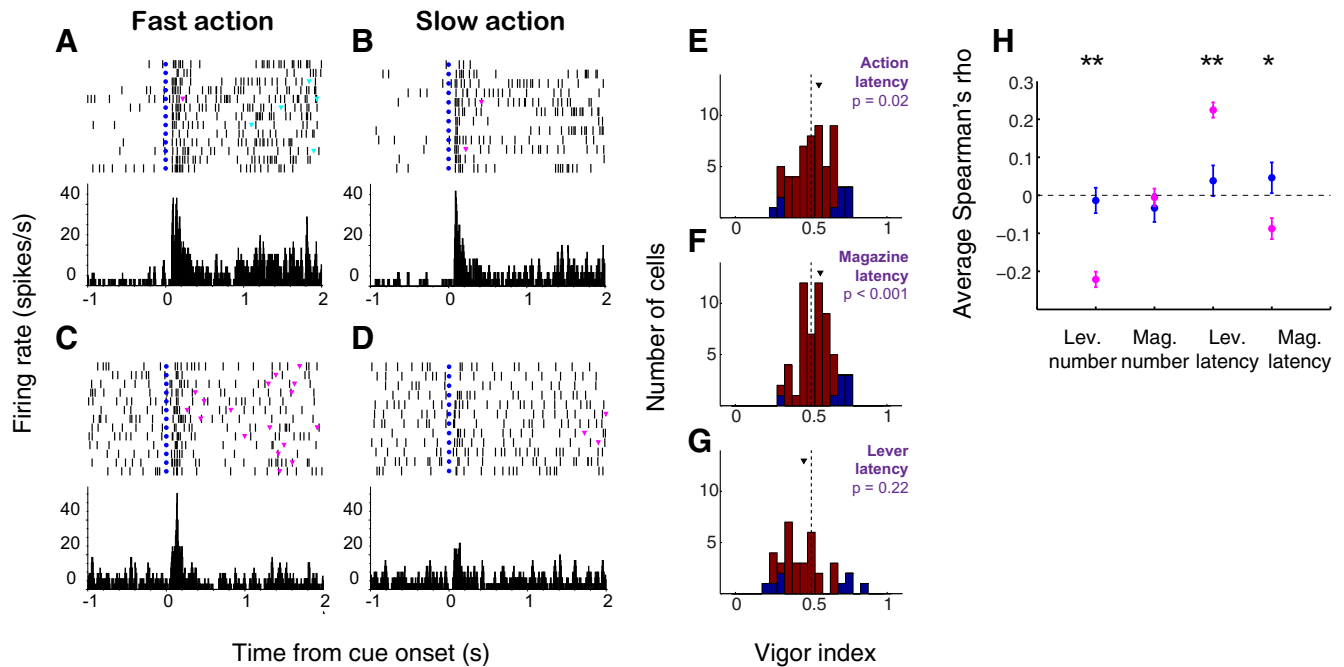 Fast action
Slow action
A
B
E
H
Action
latency
p = 0.02
10
5
0
0.5
1
40
20
0
-1
0
1
2
40
20
0
-1
0
1
2
F
Magazine
latency
p < 0.001
10
5
0
0.5
1
C
D
G
Lever
latency
p = 0.22
10
5
0
0.5
1
40
20
0
-1
0
1
2
40
20
0
-1
0
1
2
Firing rate (spikes/s)
Time from cue onset (s)
Number of cells
Vigor index
Average Spearman's rho
**
**
*
0.3
0.2
0.1
0
−0.1
−0.2
Lev.
number
Mag.
number
Lev.
latency
Mag.
latency